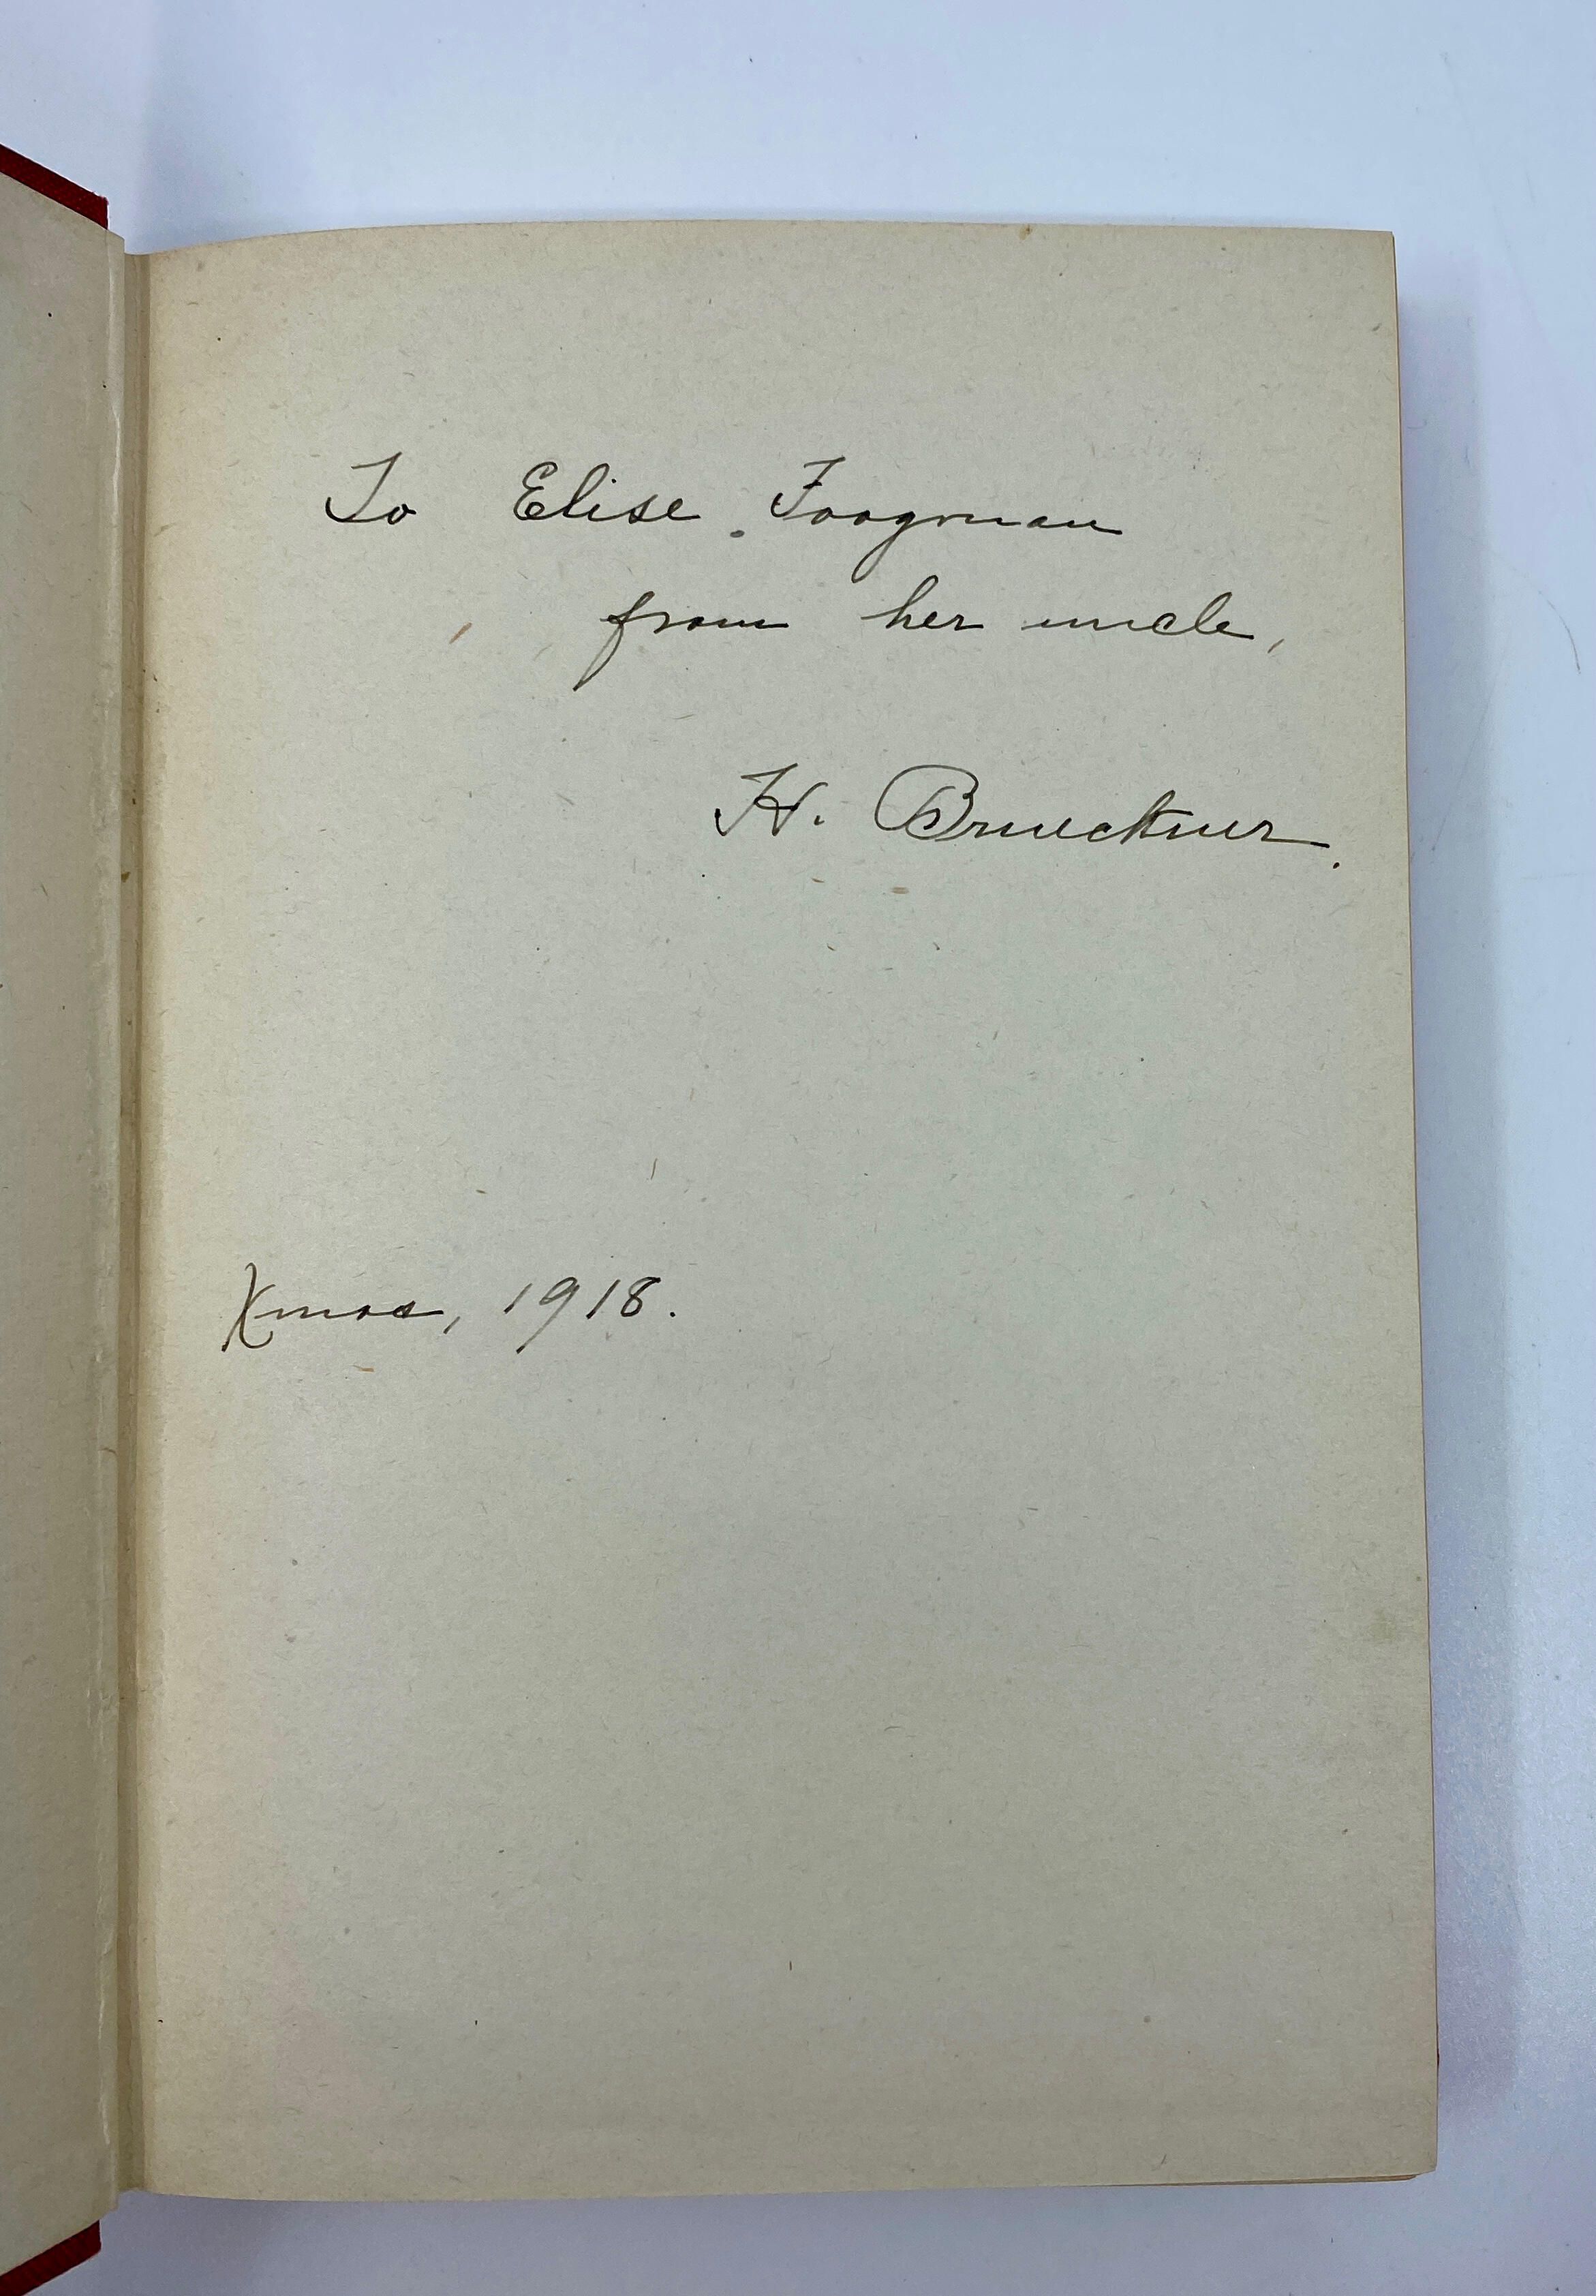 To Elise Foogman
from her uncle,
H. Brueckner.
Xmas, 1918.